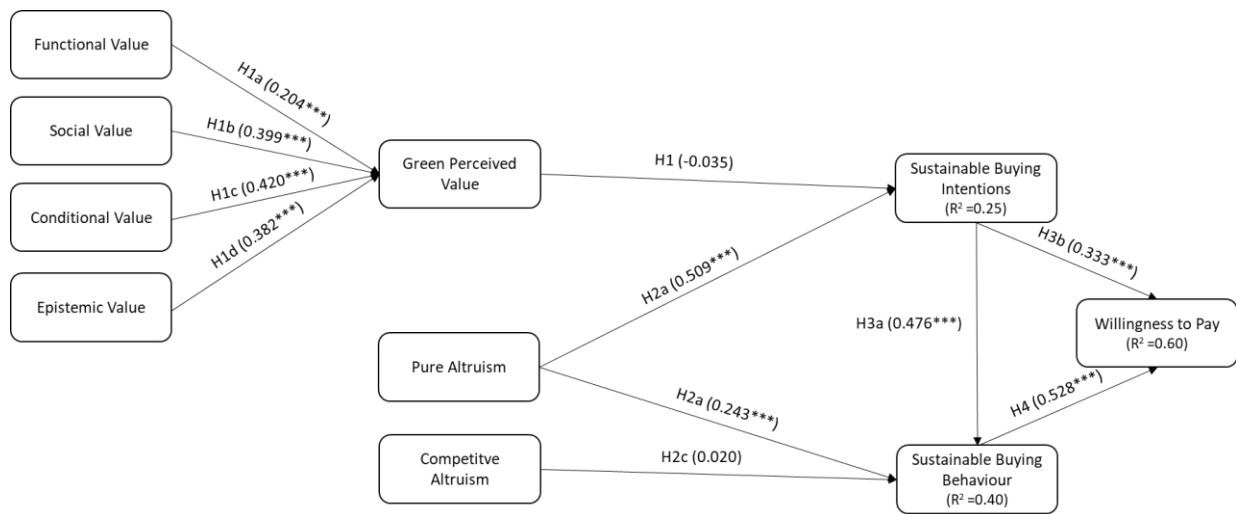 Functional Value
Social Value
Conditional Value
Epistemic Value
H1a (0.204***)
H1b (0.399***)
H1c (0.420***)
H1d (0.382***)
Green Perceived
Value
H1 (-0.035)
Sustainable Buying
Intentions
(R² =0.25)
H2a (0.509***)
H3b (0.333***)
H3a (0.476***)
Willingness to Pay
(R² =0.60)
Pure Altruism
H2a (0.243***)
H4 (0.528***)
Competitve
Altruism
H2c (0.020)
Sustainable Buying
Behaviour
(R² =0.40)